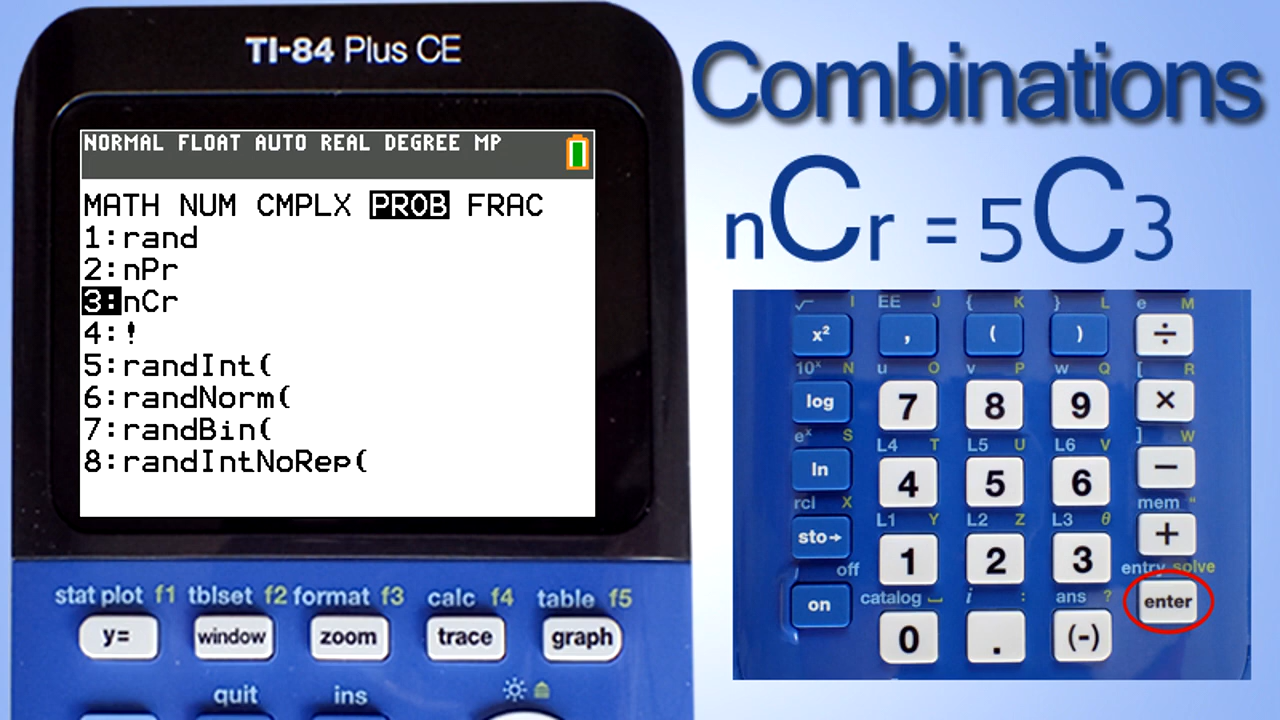 TI-84 Plus CE
NORMAL FLOAT AUTO REAL DEGREE MP
MATH NUM CMPLX PROB FRAC
1:rand
2:nPr
3:nCr
4:!
5:randInt(
6:randNorm(
7:randBin(
8:randIntNoRep(
stat plot f1 tblset f2 format f3 calc f4 table f5
y= window zoom trace graph
quit ins
Combinations
nCr = 5C3
√ I EE J { K } L e M
x² , ( ) ÷
10ˣ N u O v P w Q [ R
log 7 8 9 ×
eˣ S L4 T L5 U L6 V ] W
ln 4 5 6 −
rcl X L1 Y L2 Z L3 θ mem "
sto→ 1 2 3 +
off catalog ⎵ i : ans ? entry solve
on 0 . (-) enter